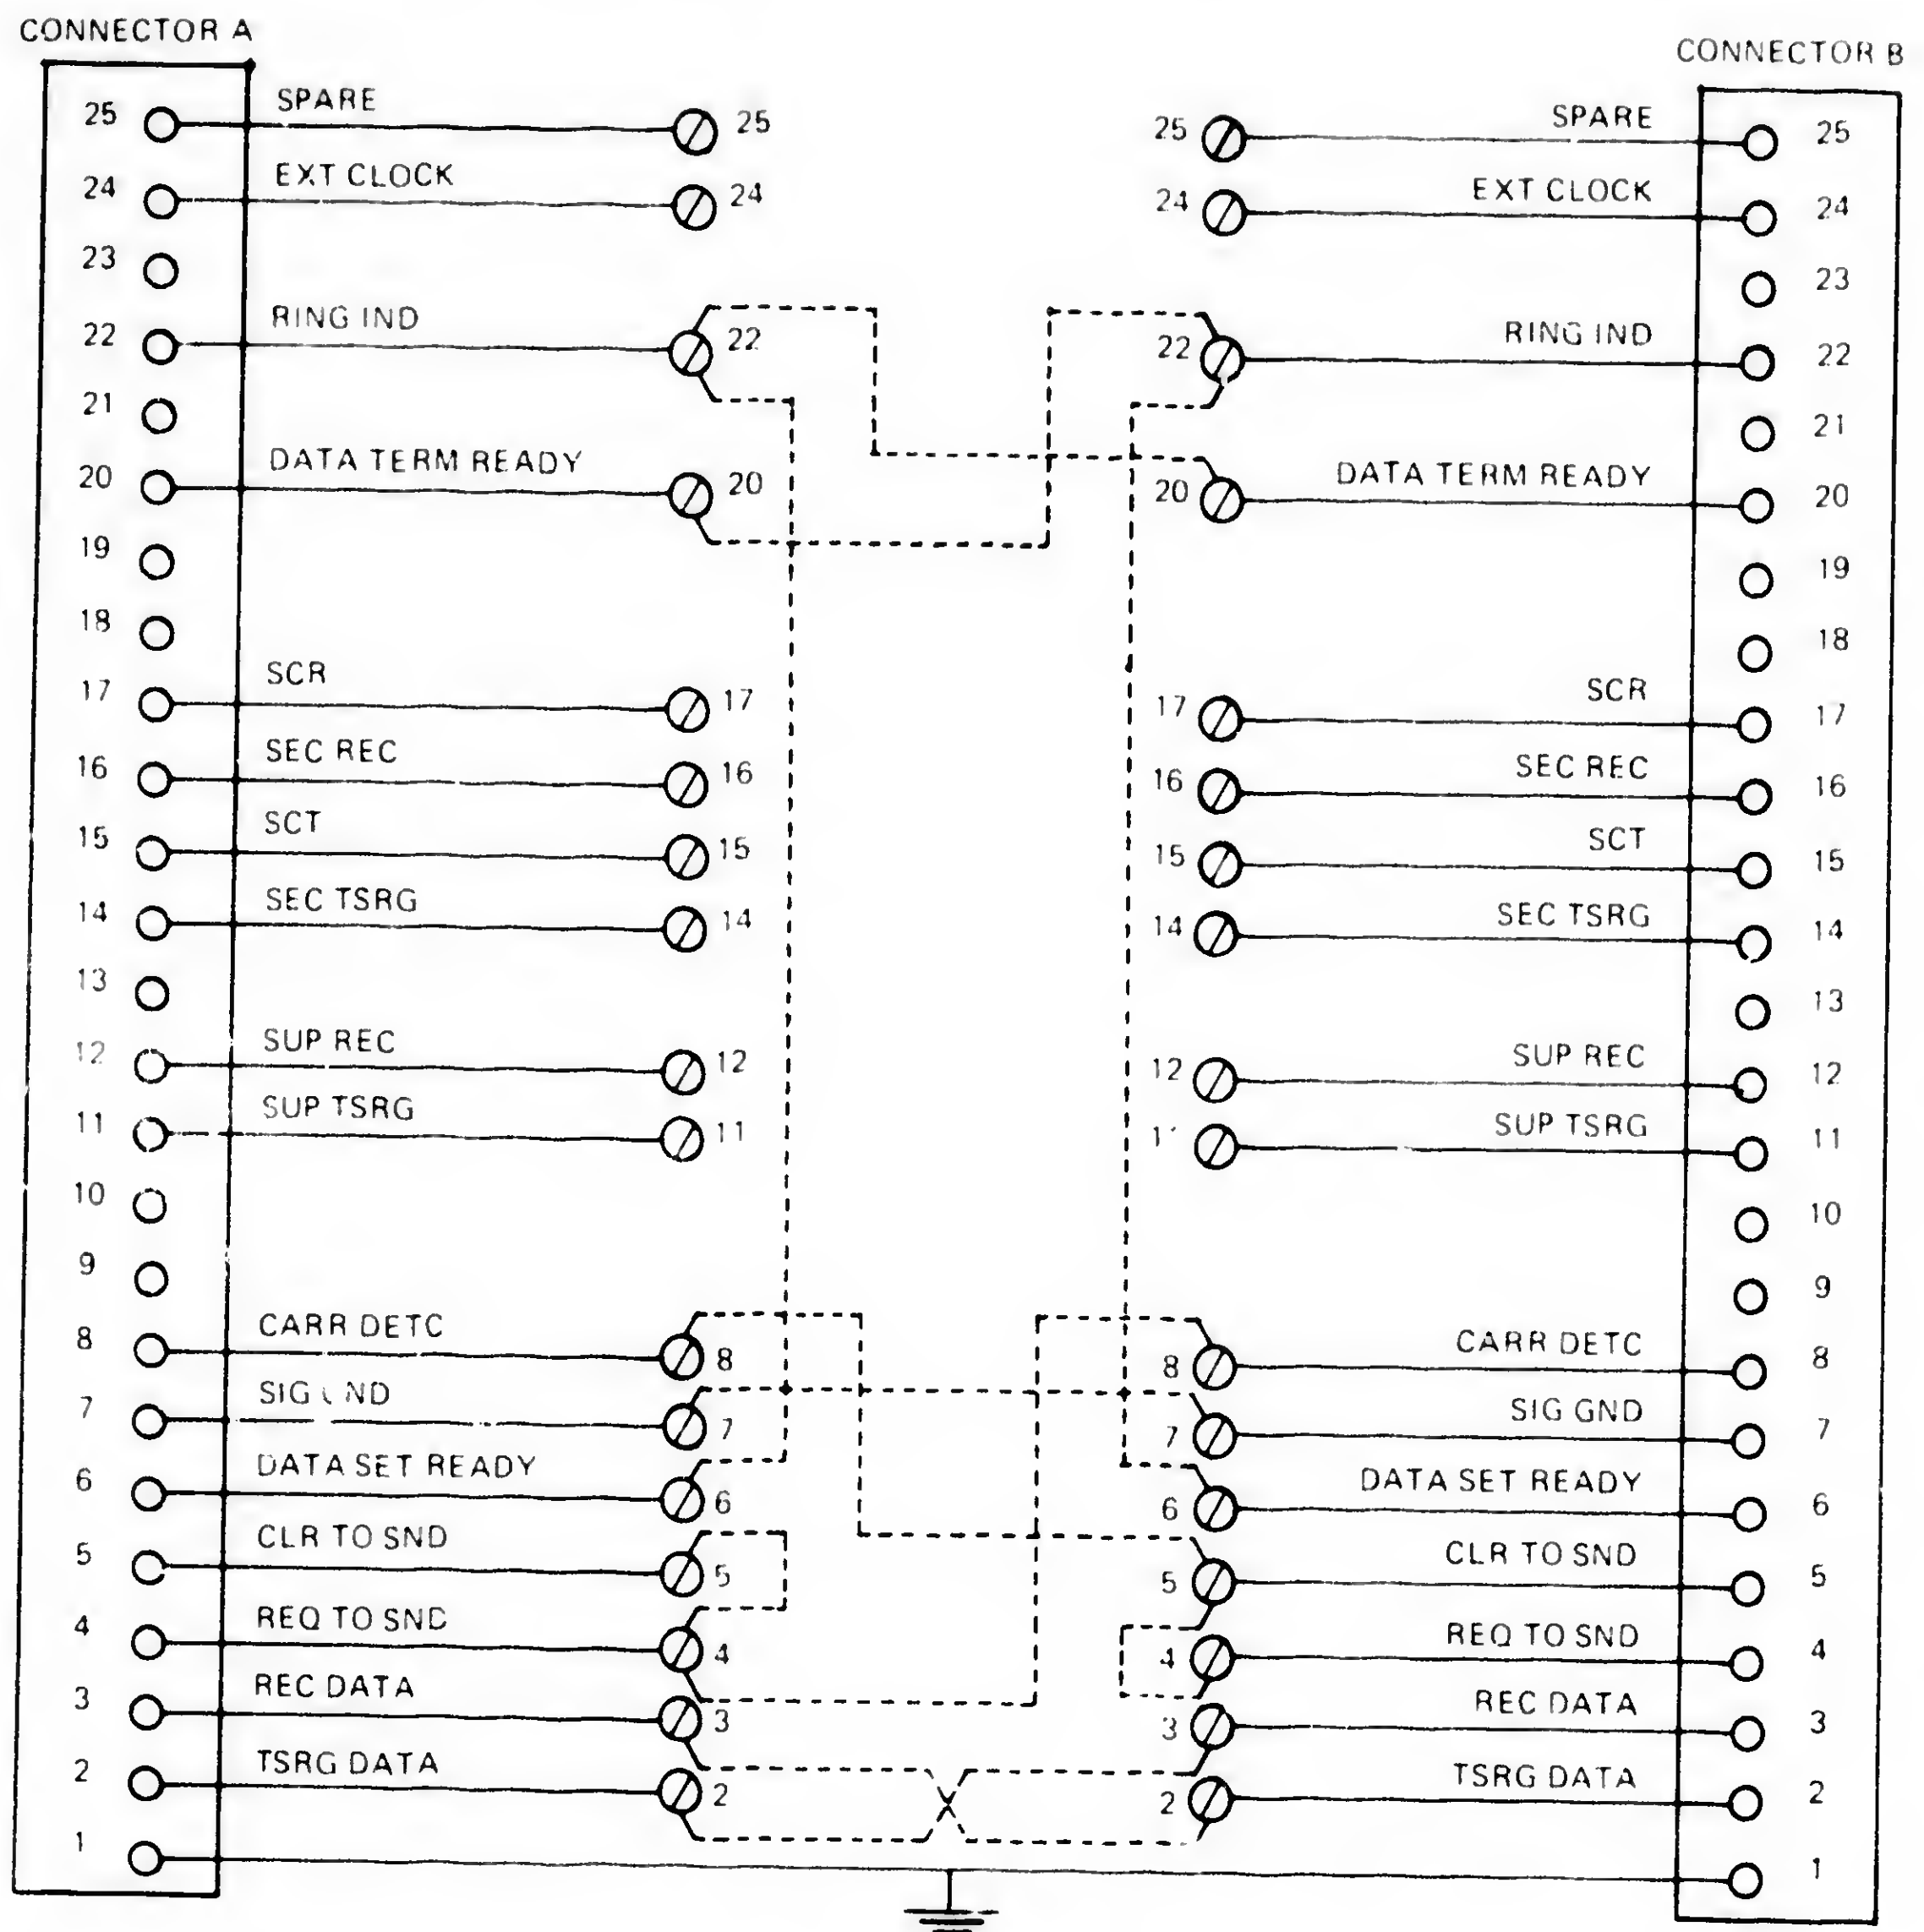 CONNECTOR A
CONNECTOR B
25 SPARE 25 25 SPARE 25
24 EXT CLOCK 24 24 EXT CLOCK 24
23 23
22 RING IND 22 22 RING IND 22
21 21
20 DATA TERM READY 20 20 DATA TERM READY 20
19 19
18 18
17 SCR 17 17 SCR 17
16 SEC REC 16 16 SEC REC 16
15 SCT 15 15 SCT 15
14 SEC TSRG 14 14 SEC TSRG 14
13 13
12 SUP REC 12 12 SUP REC 12
11 SUP TSRG 11 11 SUP TSRG 11
10 10
9 9
8 CARR DETC 8 8 CARR DETC 8
7 SIG GND 7 7 SIG GND 7
6 DATA SET READY 6 6 DATA SET READY 6
5 CLR TO SND 5 5 CLR TO SND 5
4 REQ TO SND 4 4 REQ TO SND 4
3 REC DATA 3 3 REC DATA 3
2 TSRG DATA 2 2 TSRG DATA 2
1 1